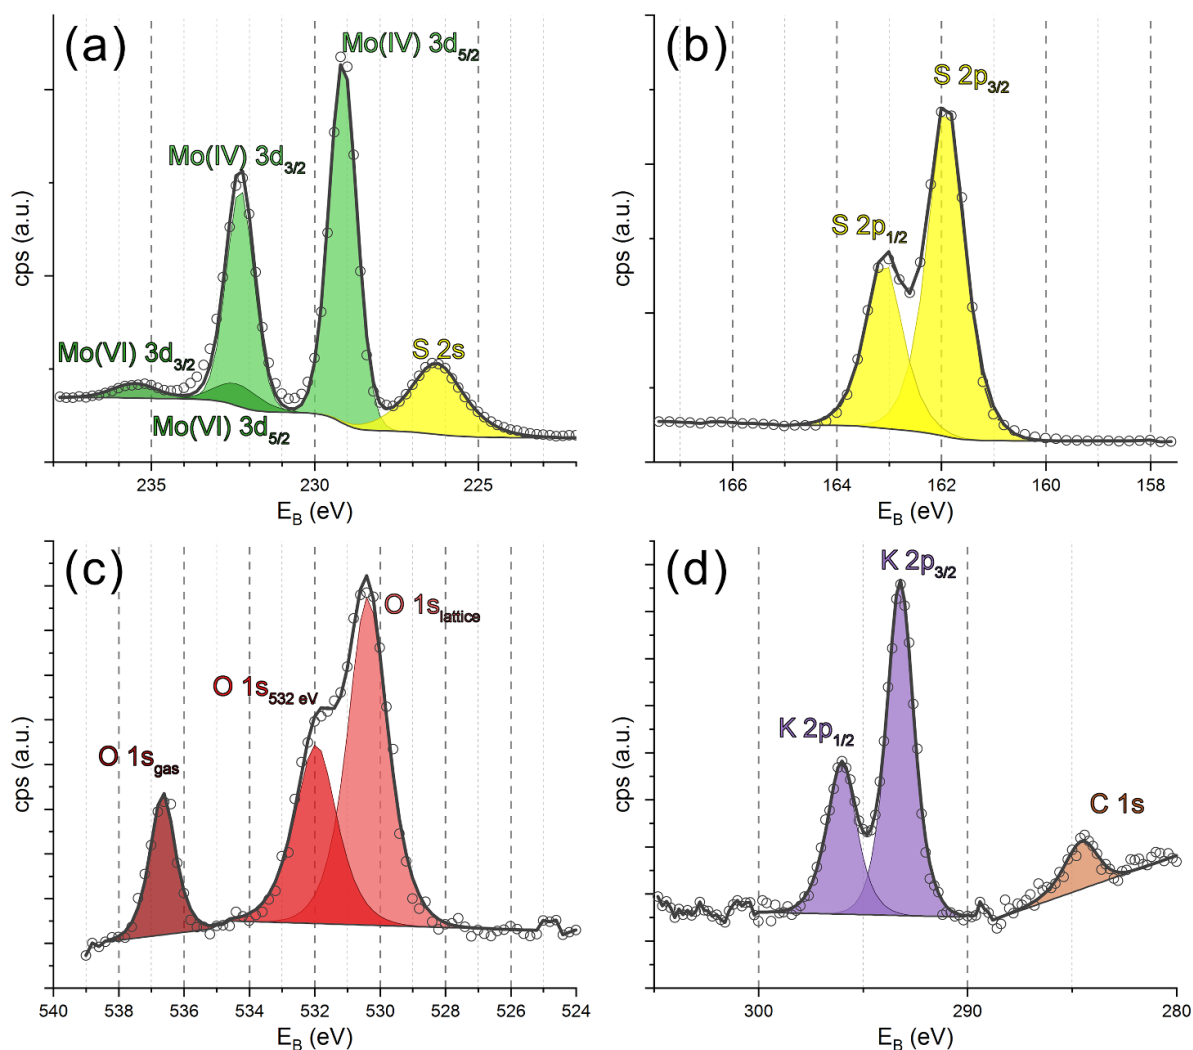 (a)
Mo(IV) 3d5/2
Mo(IV) 3d3/2
Mo(VI) 3d3/2
S 2s
Mo(VI) 3d5/2
cps (a.u.)
235 230 225
EB (eV)
(b)
S 2p3/2
S 2p1/2
cps (a.u.)
166 164 162 160 158
EB (eV)
(c)
O 1slattice
O 1s532 eV
O 1sgas
cps (a.u.)
540 538 536 534 532 530 528 526 524
EB (eV)
(d)
K 2p3/2
K 2p1/2
C 1s
cps (a.u.)
300 290 280
EB (eV)